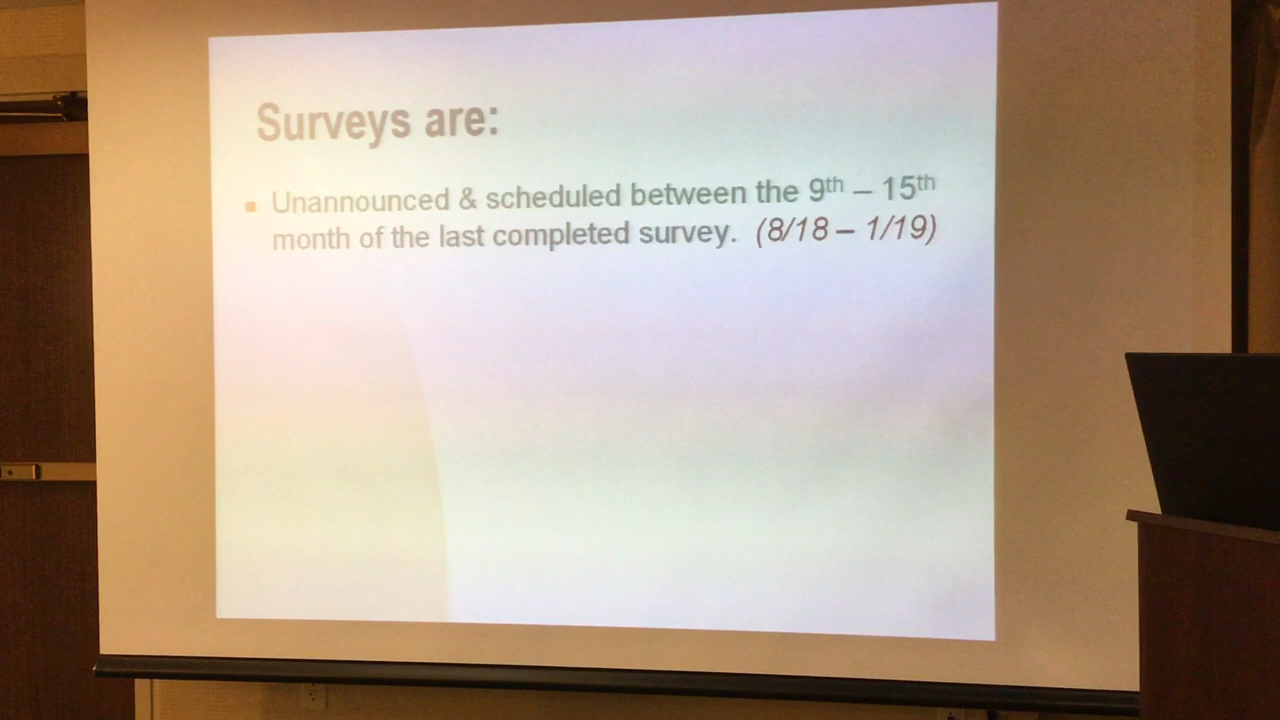 Surveys are:
Unannounced & scheduled between the 9th – 15th
month of the last completed survey. (8/18 – 1/19)